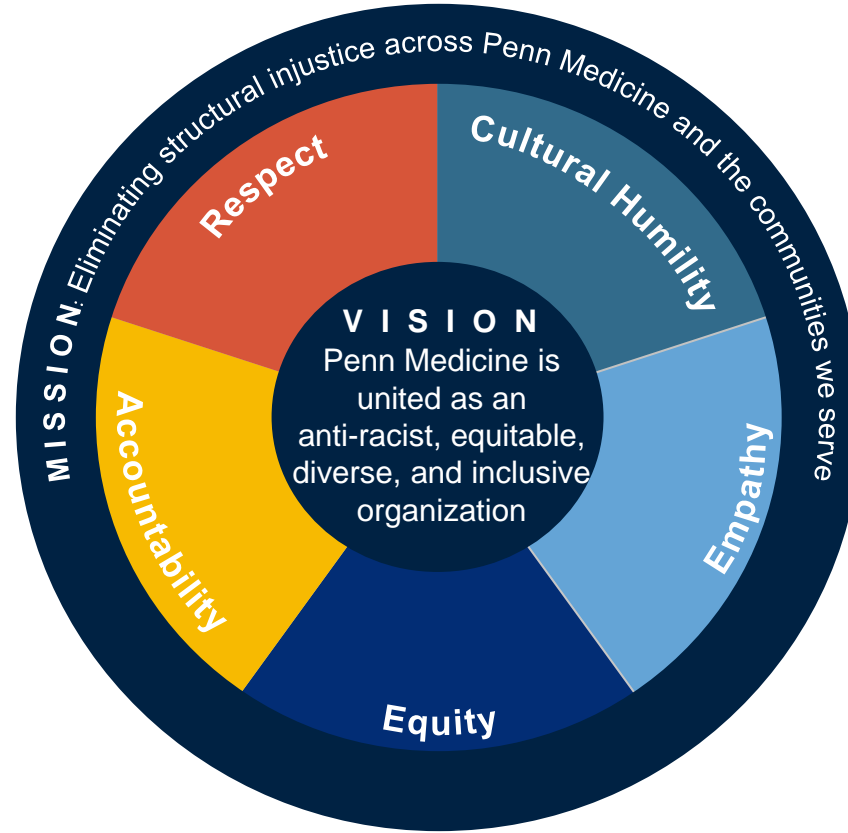 MISSION: Eliminating structural injustice across Penn Medicine and the communities we serve
Respect
Cultural Humility
Accountability
Empathy
Equity
VISION
Penn Medicine is
united as an
anti-racist, equitable,
diverse, and inclusive
organization